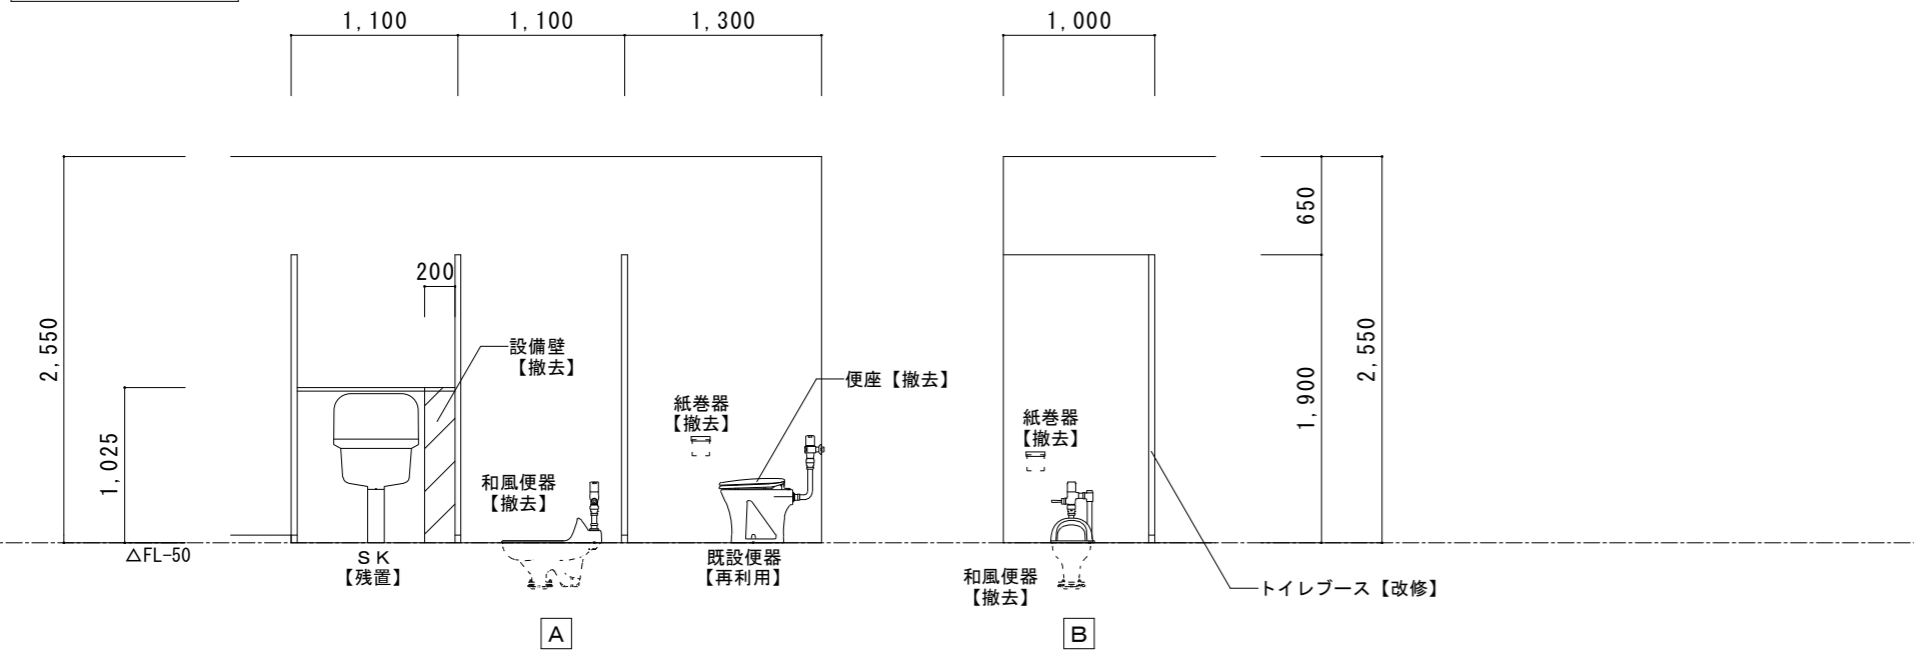 1,100
1,100
1,300
1,000
650
200
2,550
設備壁
【撤去】
2,550
便座【撤去】
1,900
紙巻器
【撤去】
紙巻器
【撤去】
1,025
和風便器
【撤去】
△FL-50
ＳＫ
【残置】
既設便器
【再利用】
和風便器
【撤去】
トイレブース【改修】
A
B